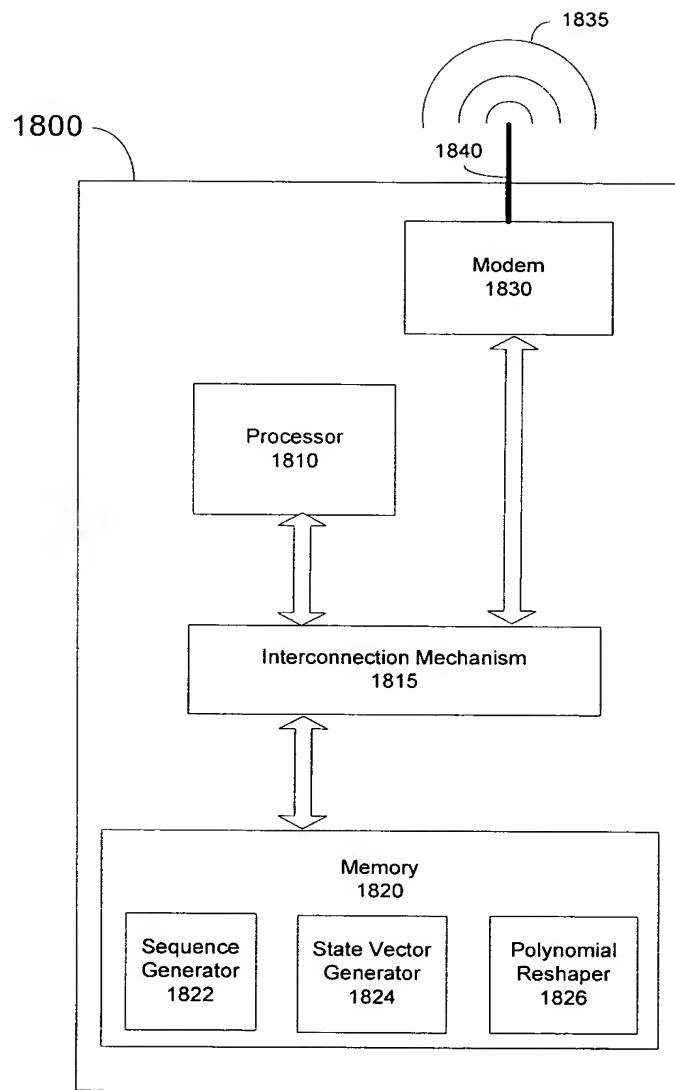 1835
1800
1840
Modem
1830
Processor
1810
Interconnection Mechanism
1815
Memory
1820
Sequence
Generator
1822
State Vector
Generator
1824
Polynomial
Reshaper
1826